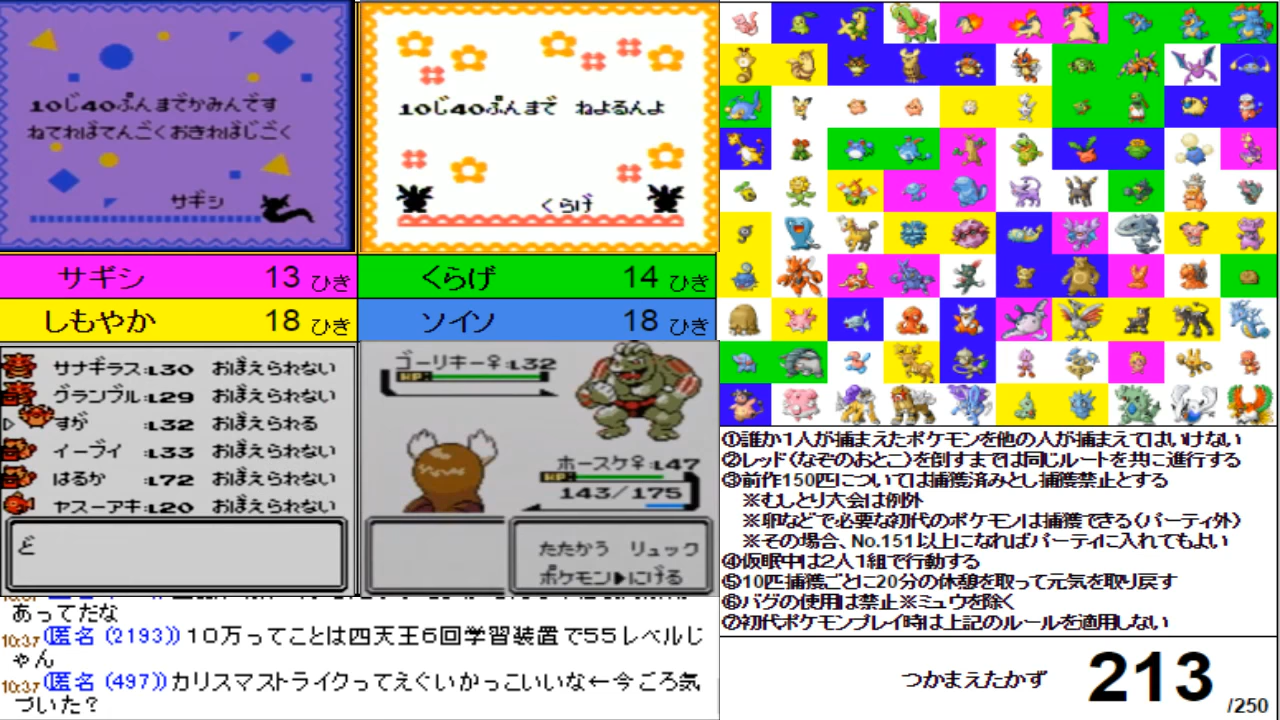 10じ40ぷんまでかみんです
ねてればてんごくおきればじごく
サギシ
10じ40ぷんまで ねよるんよ
くらげ
サギシ 13 ひき
くらげ 14 ひき
しもやか 18 ひき
ソイソ 18 ひき
サナギラス:L30 おぼえられない
グランブル:L29 おぼえられない
▷すが :L32 おぼえられる
イーブイ :L33 おぼえられない
はるか :L72 おぼえられない
ヤスーアキ:L20 おぼえられない
ど
ゴーリキー♀:L32
HP
ホースケ♀:L47
HP
143/175
たたかう リュック
ポケモン▶にげる
あってだな
10:37 (匿名 (2193)) 10万ってことは四天王6回学習装置で55レベルじ
ゃん
10:37 (匿名 (497)) カリスマストライクってえぐいかっこいいな←今ごろ気
づいた?
①誰か1人が捕まえたポケモンを他の人が捕まえてはいけない
②レッド(なぞのおとこ)を倒すまでは同じルートを共に進行する
③前作150匹については捕獲済みとし捕獲禁止とする
※むしとり大会は例外
※卵などで必要な初代のポケモンは捕獲できる(パーティ外)
※その場合、No.151以上になればパーティに入れてもよい
④仮眠中は2人1組で行動する
⑤10匹捕獲ごとに20分の休憩を取って元気を取り戻す
⑥バグの使用は禁止※ミュウを除く
⑦初代ポケモンプレイ時は上記のルールを適用しない
つかまえたかず 213 /250